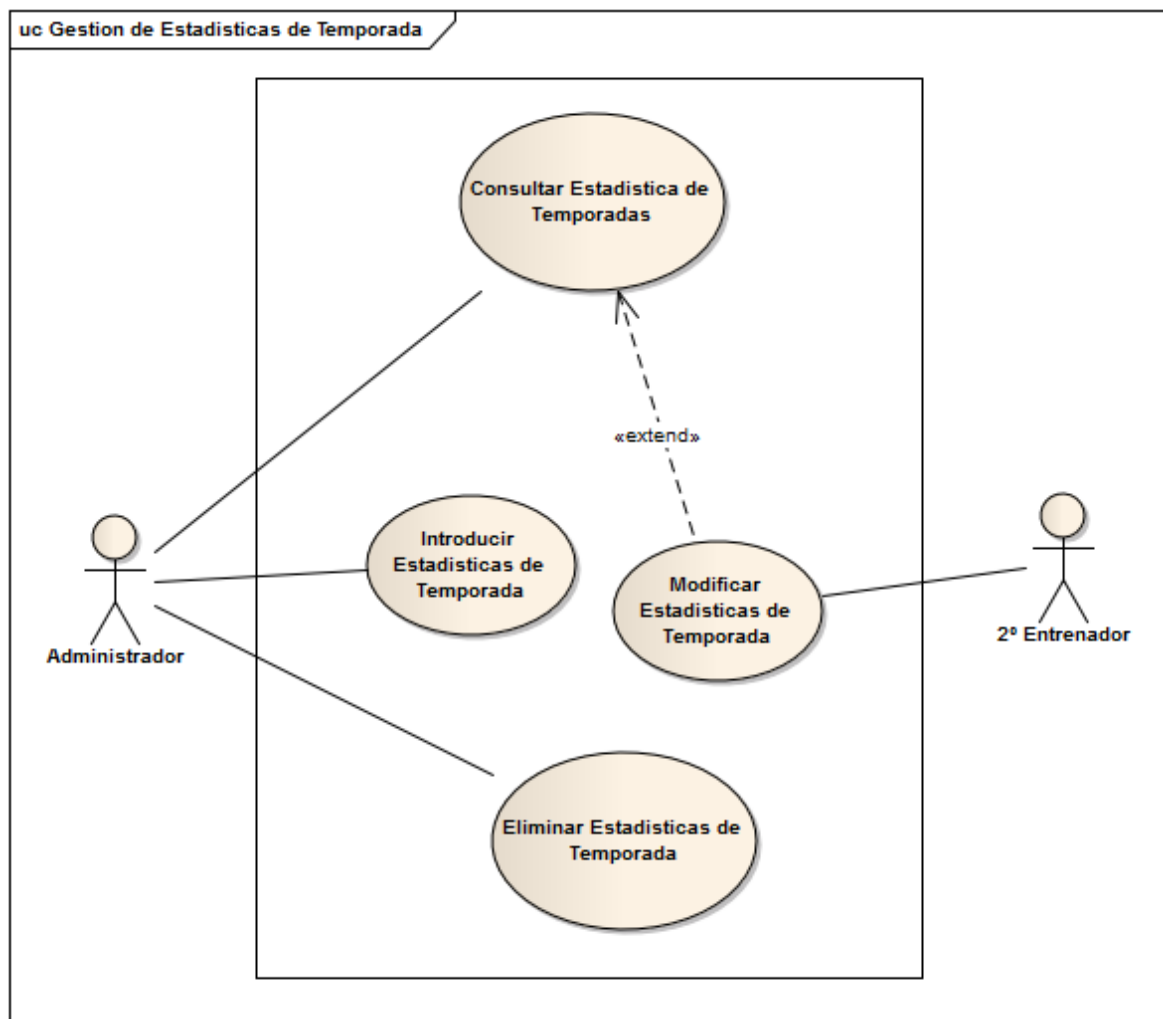 uc Gestion de Estadisticas de Temporada
Consultar Estadistica de
Temporadas
«extend»
Introducir
Estadisticas de
Temporada
Modificar
Estadisticas de
Temporada
Administrador
2º Entrenador
Eliminar Estadisticas de
Temporada